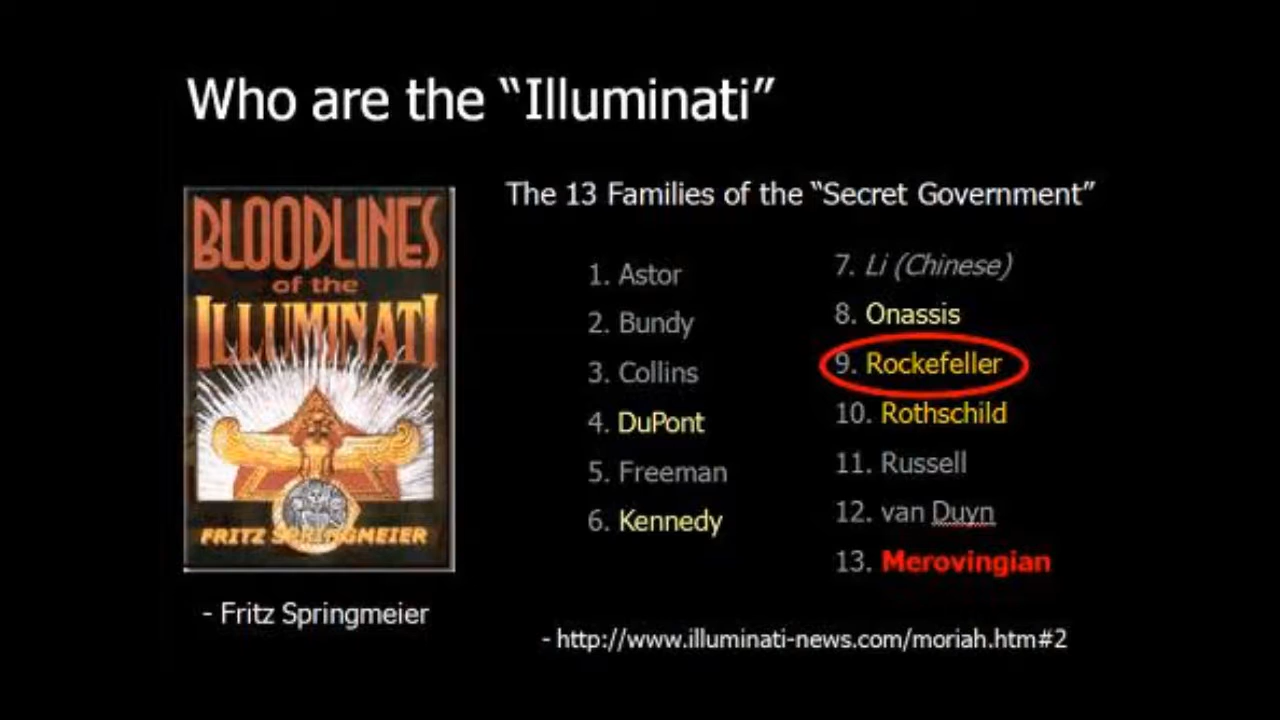 Who are the “Illuminati”
The 13 Families of the “Secret Government”
BLOODLINES
of the
ILLUMINATI
FRITZ SPRINGMEIER
- Fritz Springmeier
1. Astor
2. Bundy
3. Collins
4. DuPont
5. Freeman
6. Kennedy
7. Li (Chinese)
8. Onassis
9. Rockefeller
10. Rothschild
11. Russell
12. van Duyn
13. Merovingian
- http://www.illuminati-news.com/moriah.htm#2